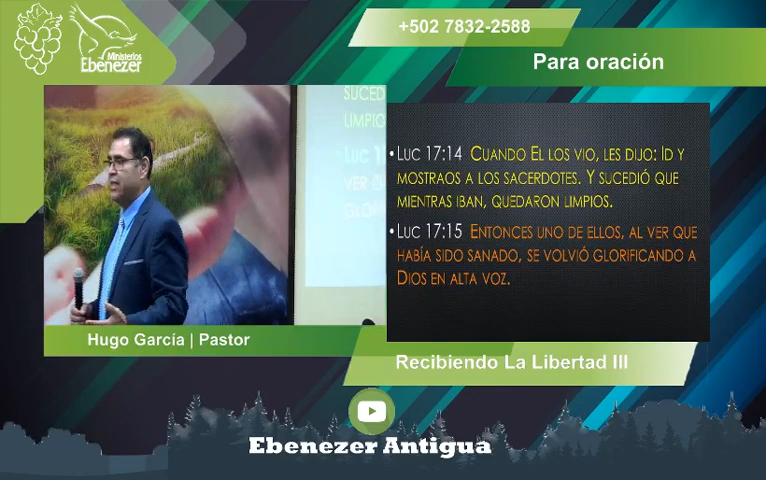 +502 7832-2588
Para oración
Ministerios
Ebenezer
SUCED
LIMPIO
• LUC 17:14 CUANDO EL LOS VIO, LES DIJO: ID Y
MOSTRAOS A LOS SACERDOTES. Y SUCEDIÓ QUE
MIENTRAS IBAN, QUEDARON LIMPIOS.
• LUC 17:15 ENTONCES UNO DE ELLOS, AL VER QUE
HABÍA SIDO SANADO, SE VOLVIÓ GLORIFICANDO A
DIOS EN ALTA VOZ.
Hugo García | Pastor
Recibiendo La Libertad III
Ebenezer Antigua